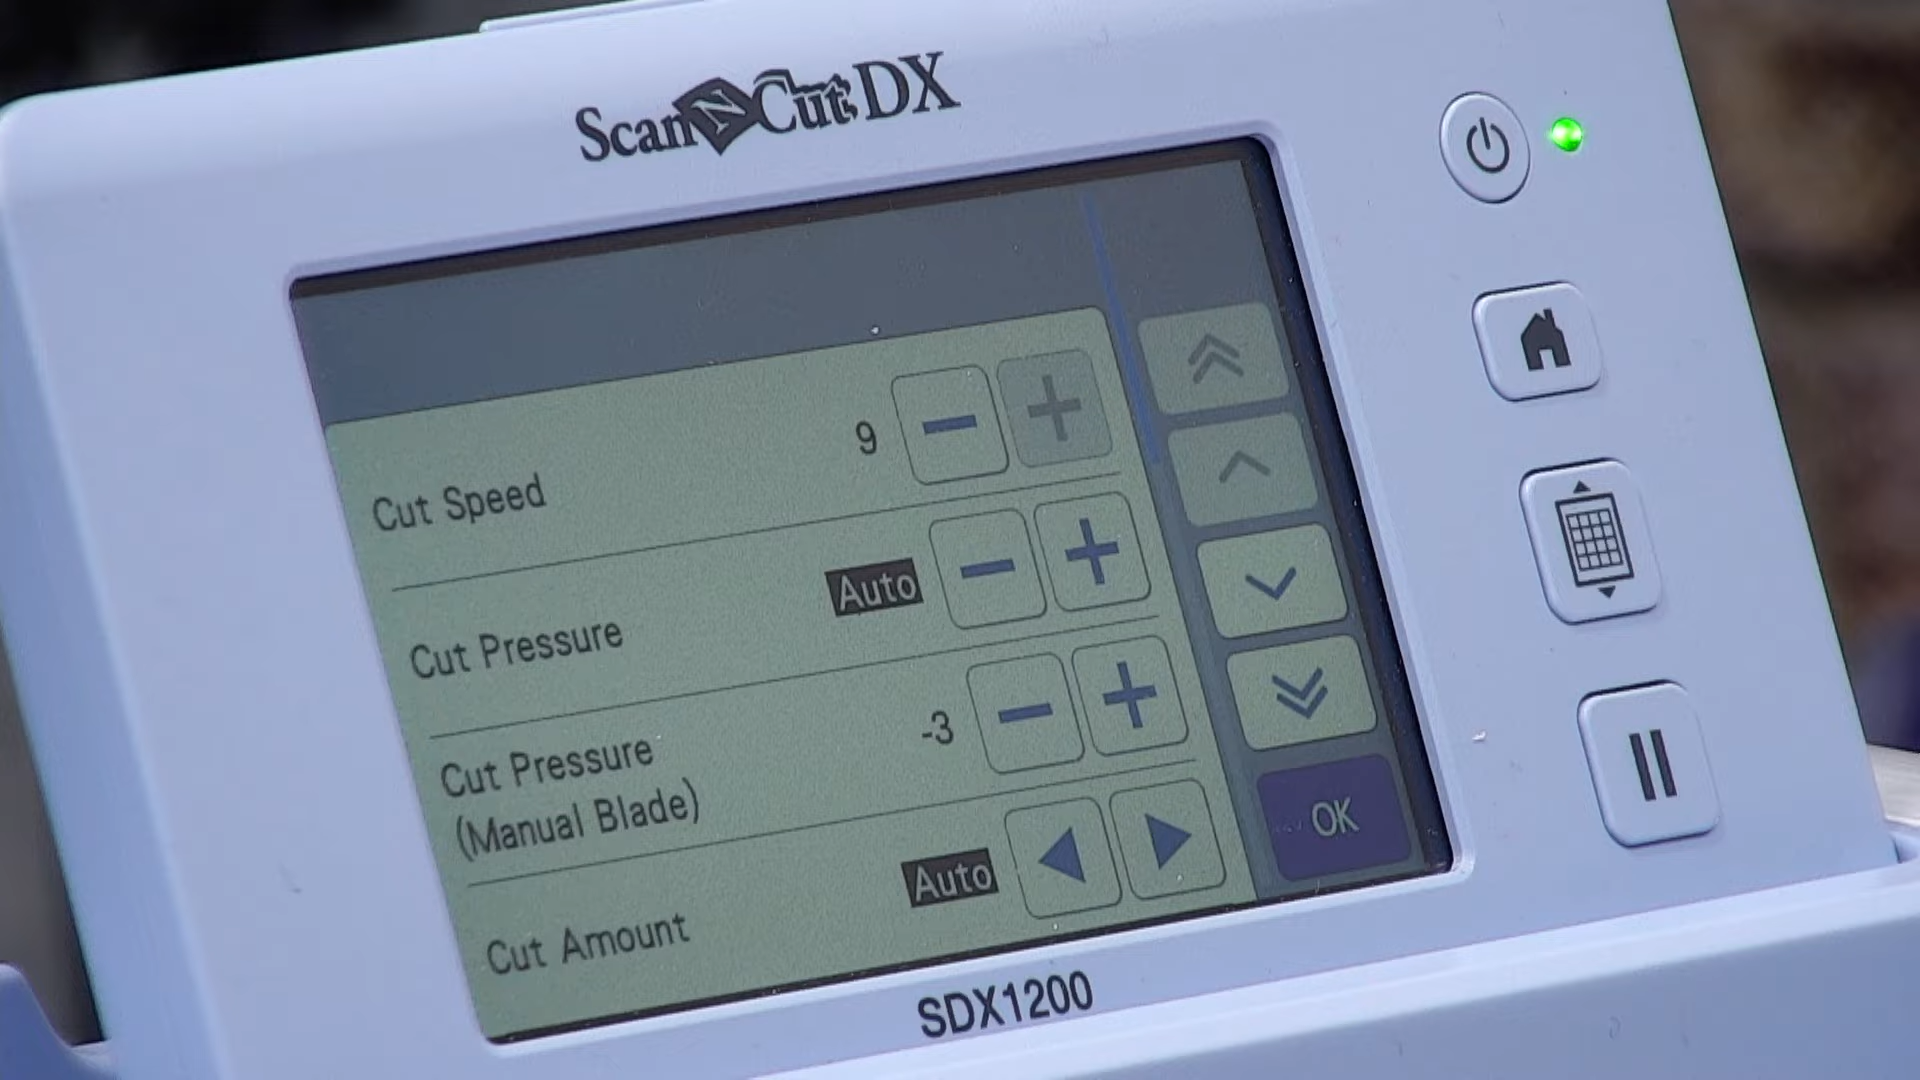 ScanNCut DX
Cut Speed 9
Cut Pressure Auto
Cut Pressure
(Manual Blade) -3
Cut Amount Auto
OK
SDX1200